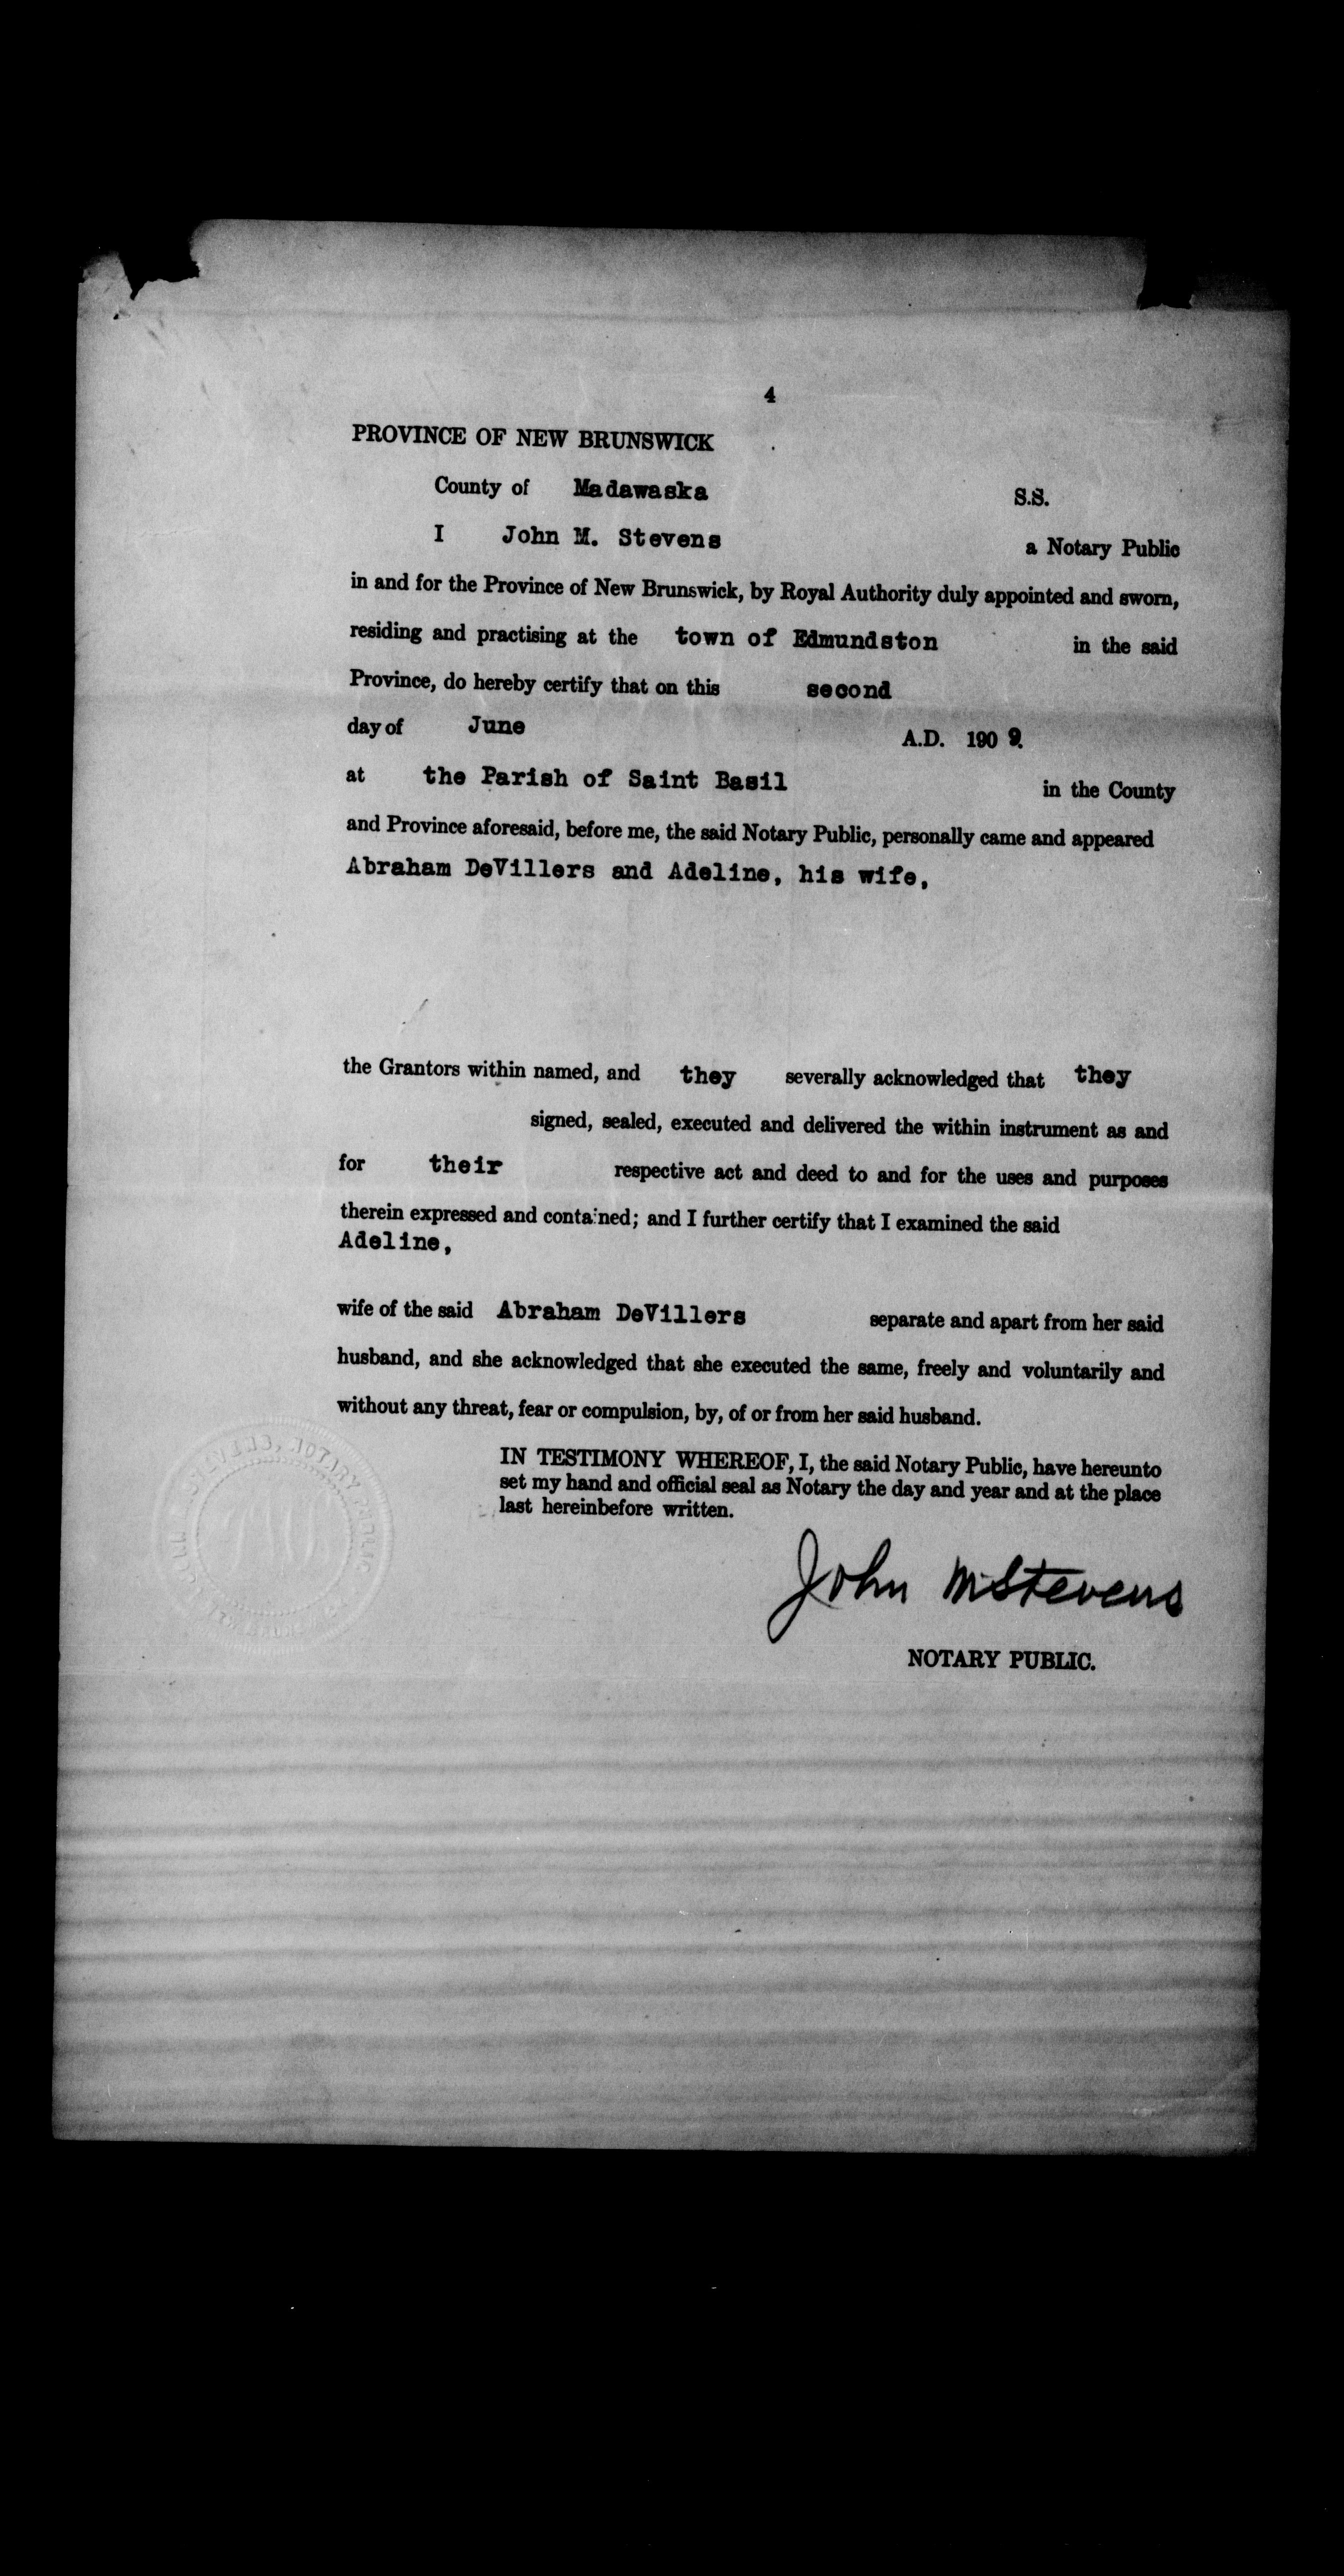 4
PROVINCE OF NEW BRUNSWICK
County of Madawaska S.S.
I John M. Stevens a Notary Public
in and for the Province of New Brunswick, by Royal Authority duly appointed and sworn,
residing and practising at the town of Edmundston in the said
Province, do hereby certify that on this second
day of June A.D. 1909.
at the Parish of Saint Basil in the County
and Province aforesaid, before me, the said Notary Public, personally came and appeared
Abraham DeVillers and Adeline, his wife,
the Grantors within named, and they severally acknowledged that they
signed, sealed, executed and delivered the within instrument as and
for their respective act and deed to and for the uses and purposes
therein expressed and contained; and I further certify that I examined the said
Adeline,
wife of the said Abraham DeVillers separate and apart from her said
husband, and she acknowledged that she executed the same, freely and voluntarily and
without any threat, fear or compulsion, by, of or from her said husband.
IN TESTIMONY WHEREOF, I, the said Notary Public, have hereunto
set my hand and official seal as Notary the day and year and at the place
last hereinbefore written.
John M Stevens
NOTARY PUBLIC.